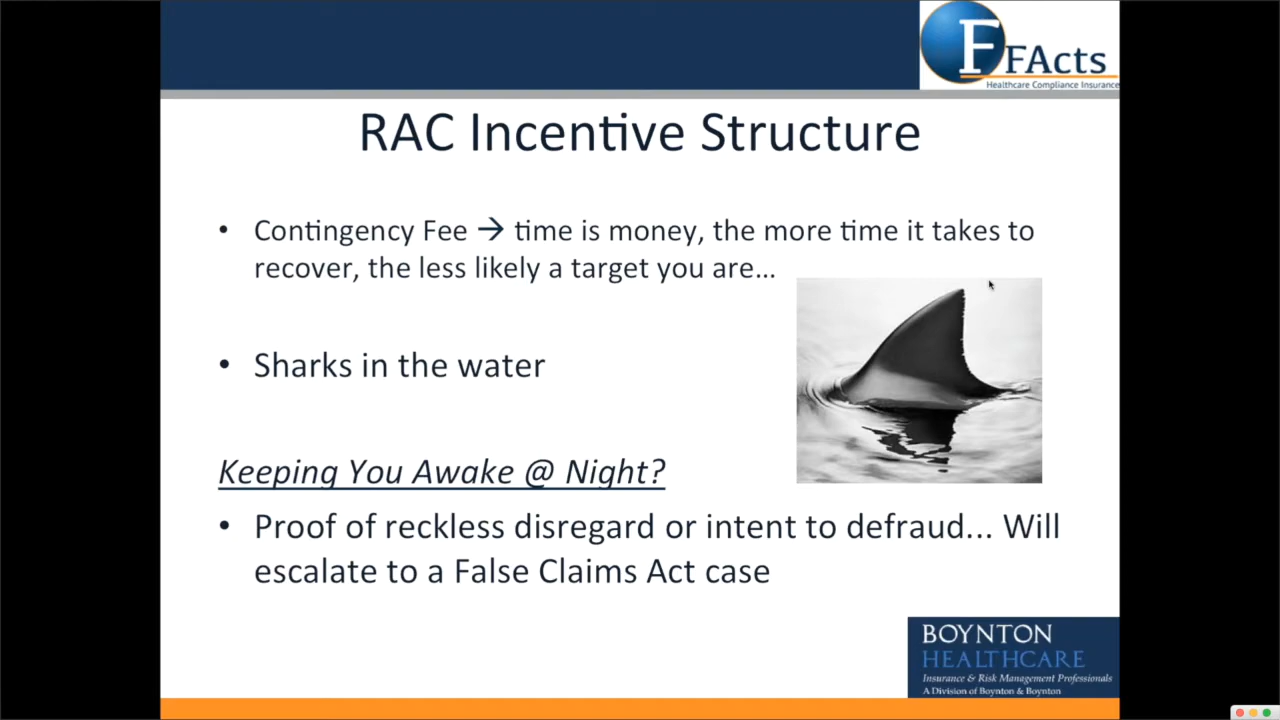 F FActs
Healthcare Compliance Insurance
RAC Incentive Structure
• Contingency Fee → time is money, the more time it takes to
recover, the less likely a target you are...
• Sharks in the water
Keeping You Awake @ Night?
• Proof of reckless disregard or intent to defraud... Will
escalate to a False Claims Act case
BOYNTON
HEALTHCARE
Insurance & Risk Management Professionals
A Division of Boynton & Boynton